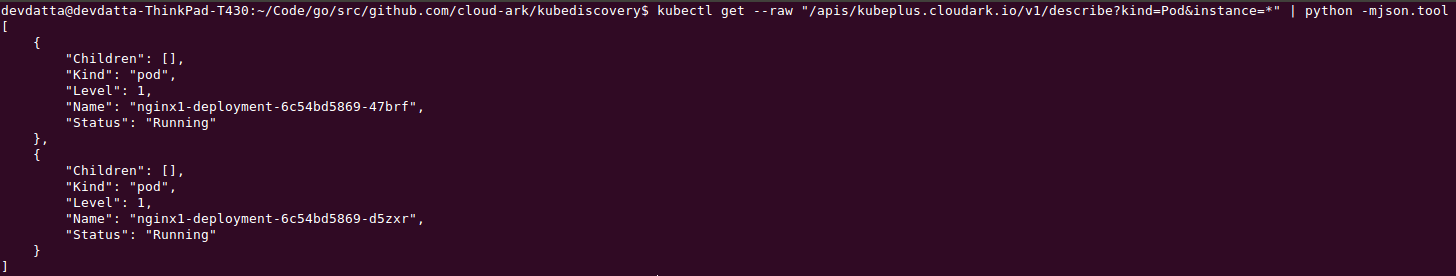 devdatta@devdatta-ThinkPad-T430:~/Code/go/src/github.com/cloud-ark/kubediscovery$ kubectl get --raw "/apis/kubeplus.cloudark.io/v1/describe?kind=Pod&instance=*" | python -mjson.tool
[
    {
        "Children": [],
        "Kind": "pod",
        "Level": 1,
        "Name": "nginx1-deployment-6c54bd5869-47brf",
        "Status": "Running"
    },
    {
        "Children": [],
        "Kind": "pod",
        "Level": 1,
        "Name": "nginx1-deployment-6c54bd5869-d5zxr",
        "Status": "Running"
    }
]